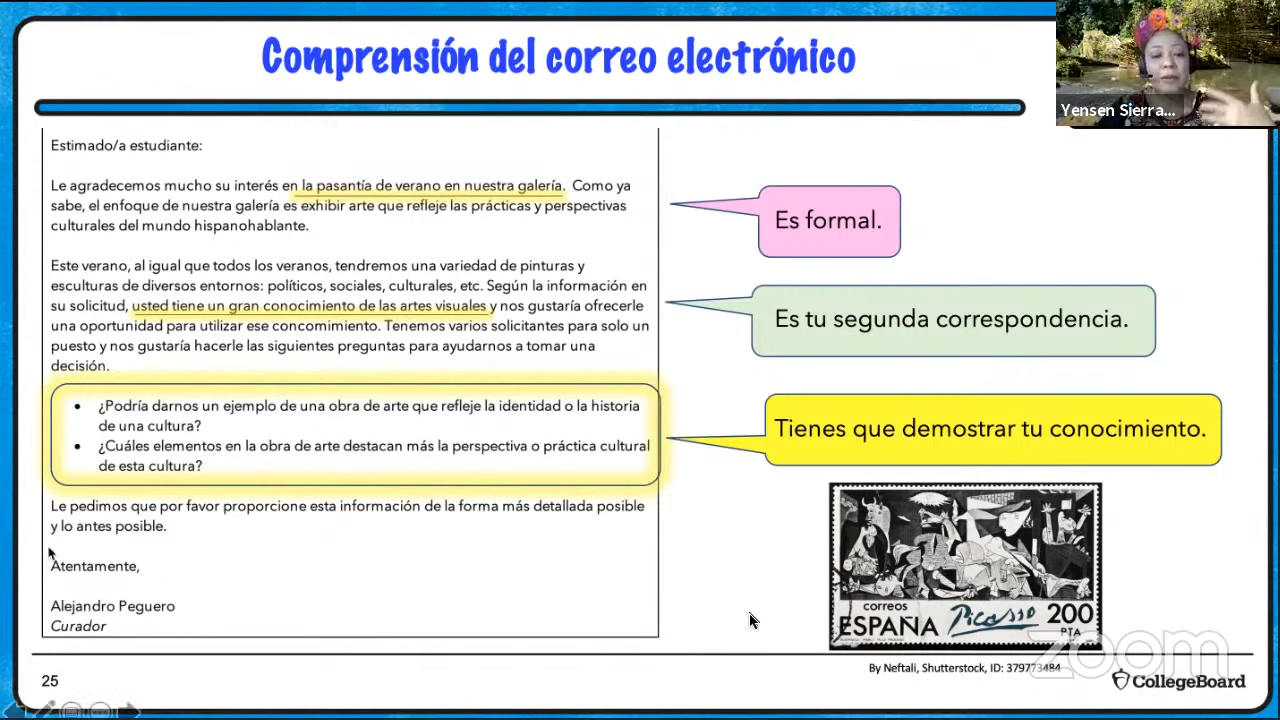 Comprensión del correo electrónico
Yensen Sierra...
Estimado/a estudiante:
Le agradecemos mucho su interés en la pasantía de verano en nuestra galería. Como ya
sabe, el enfoque de nuestra galería es exhibir arte que refleje las prácticas y perspectivas
culturales del mundo hispanohablante.
Este verano, al igual que todos los veranos, tendremos una variedad de pinturas y
esculturas de diversos entornos: políticos, sociales, culturales, etc. Según la información en
su solicitud, usted tiene un gran conocimiento de las artes visuales y nos gustaría ofrecerle
una oportunidad para utilizar ese concomimiento. Tenemos varios solicitantes para solo un
puesto y nos gustaría hacerle las siguientes preguntas para ayudarnos a tomar una
decisión.
• ¿Podría darnos un ejemplo de una obra de arte que refleje la identidad o la historia
de una cultura?
• ¿Cuáles elementos en la obra de arte destacan más la perspectiva o práctica cultural
de esta cultura?
Le pedimos que por favor proporcione esta información de la forma más detallada posible
y lo antes posible.
Atentamente,
Alejandro Peguero
Curador
Es formal.
Es tu segunda correspondencia.
Tienes que demostrar tu conocimiento.
correos
ESPAÑA Picasso 200
PTA
zoom
By Neftali, Shutterstock, ID: 379773484
25
CollegeBoard